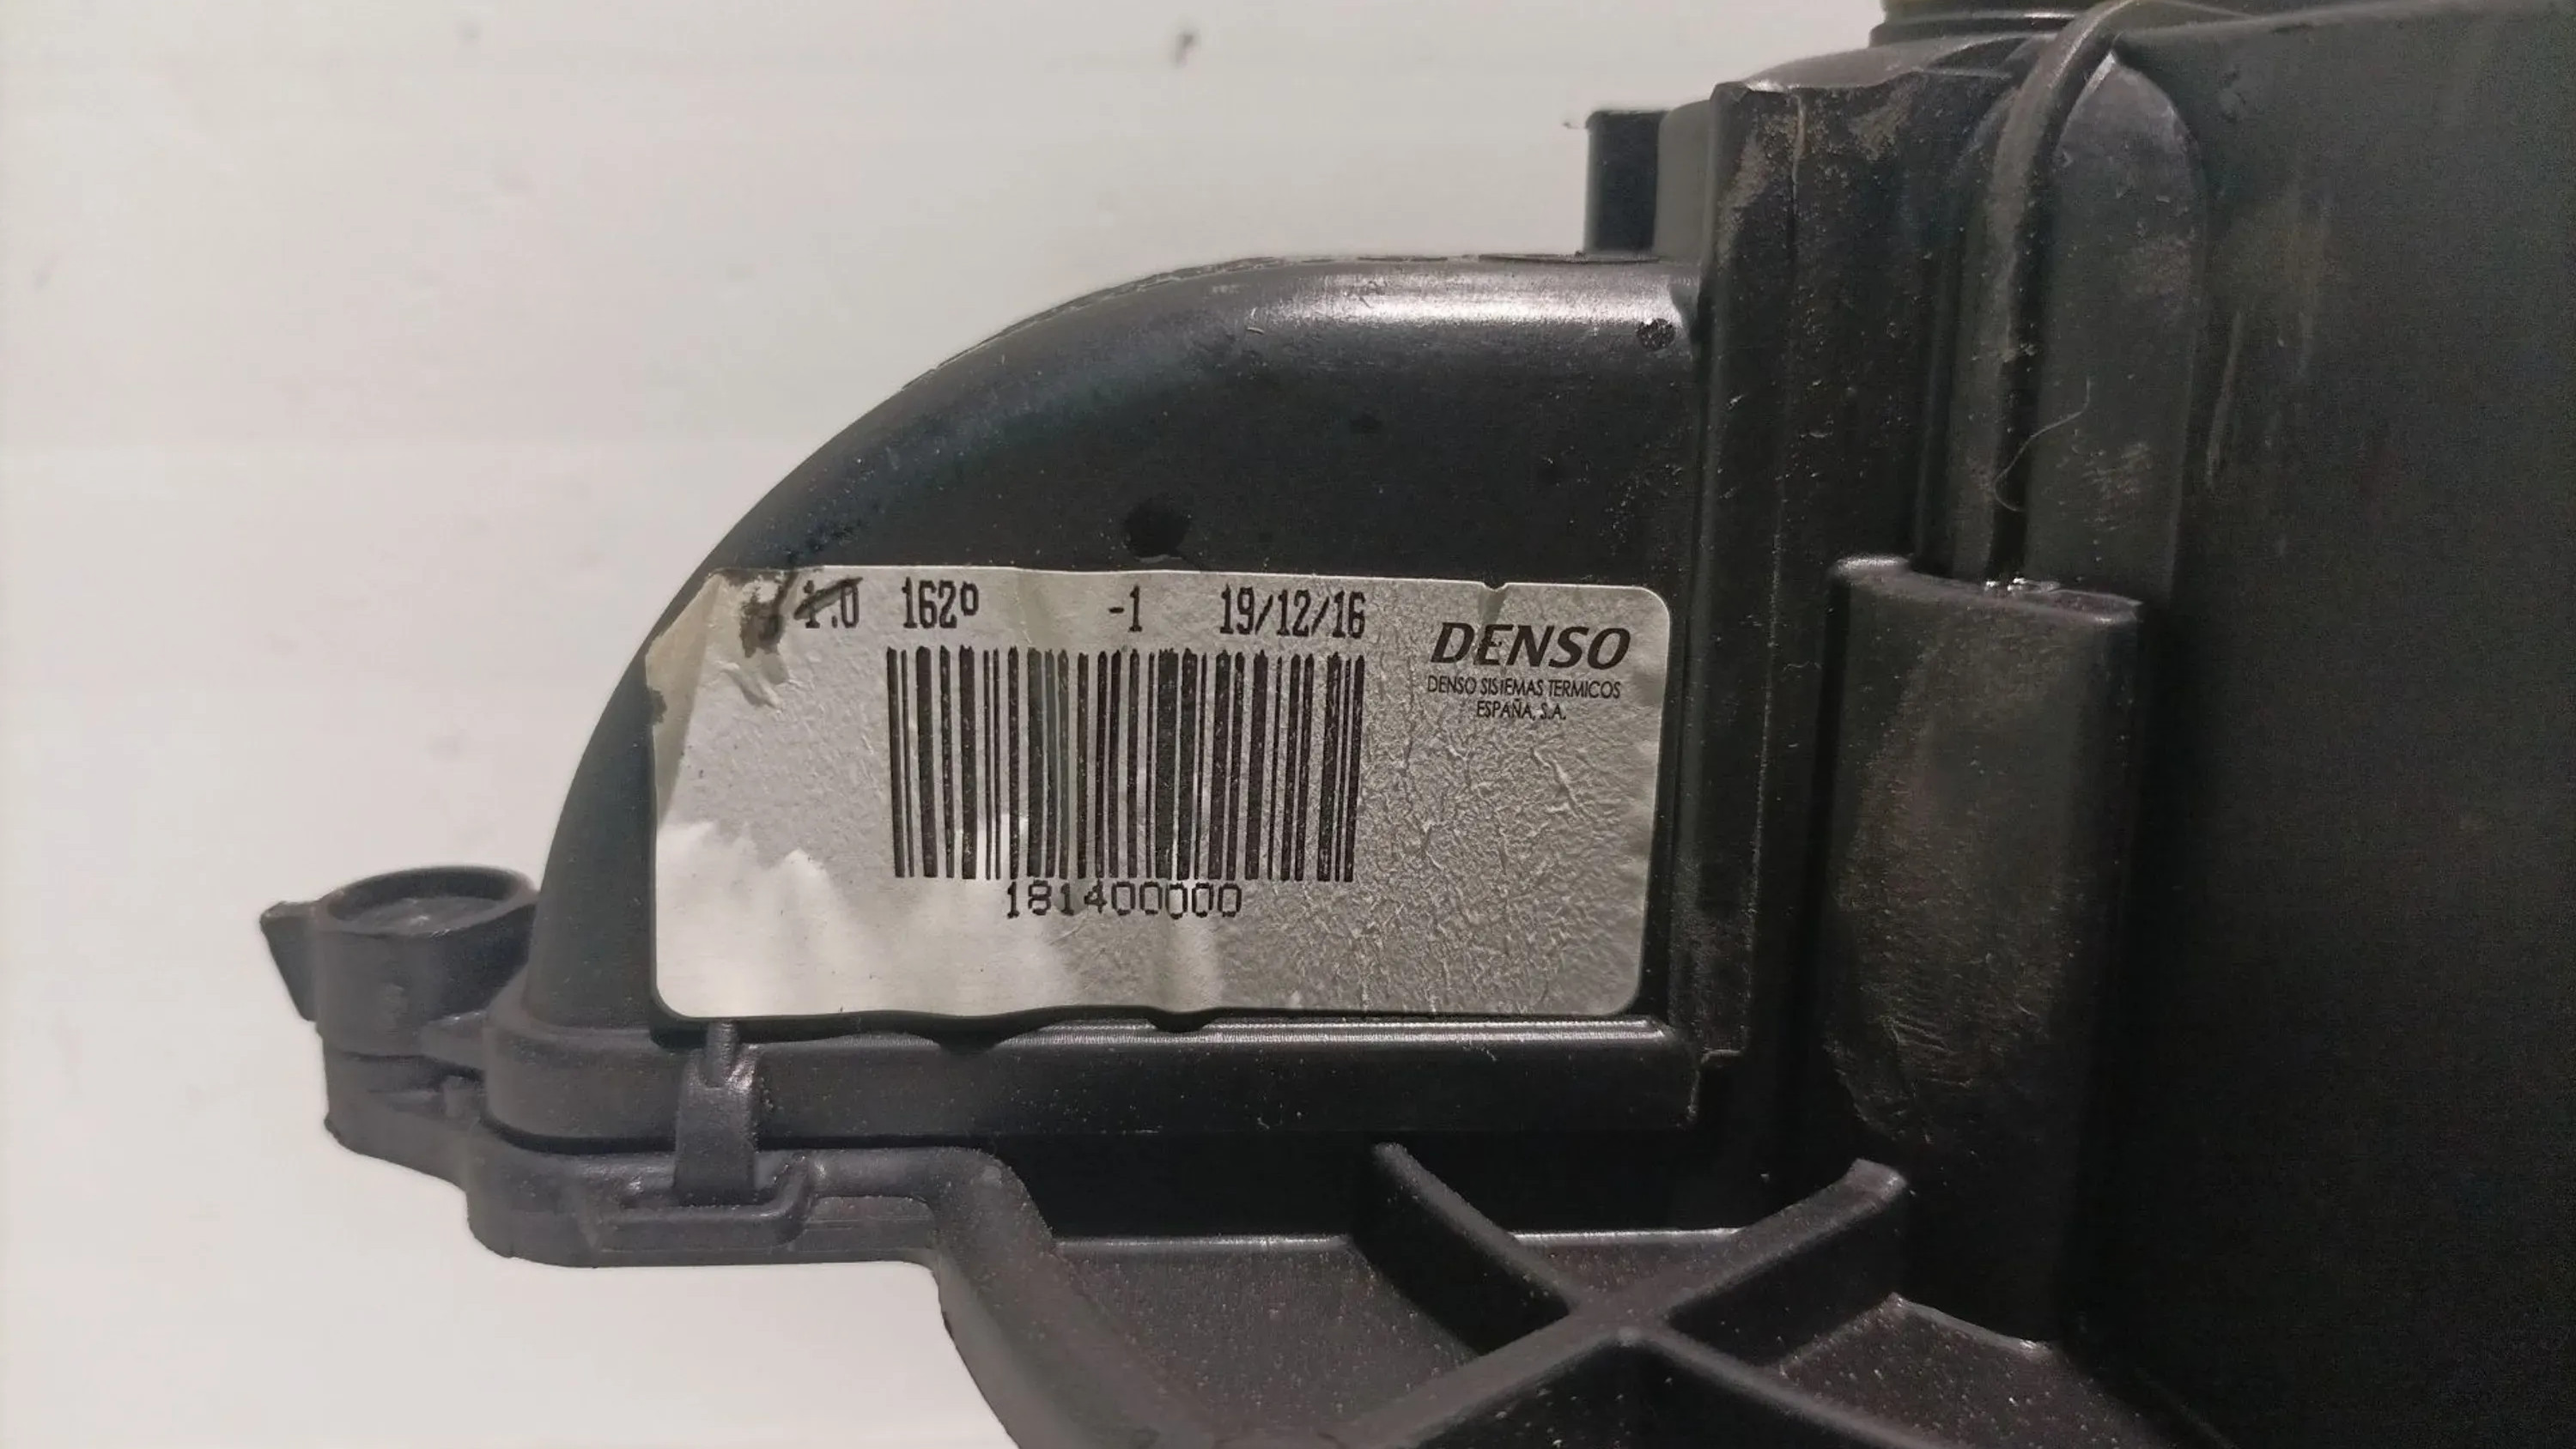 1.0 162º -1 19/12/16
DENSO
DENSO SISTEMAS TERMICOS
ESPAÑA, S.A.
181400000